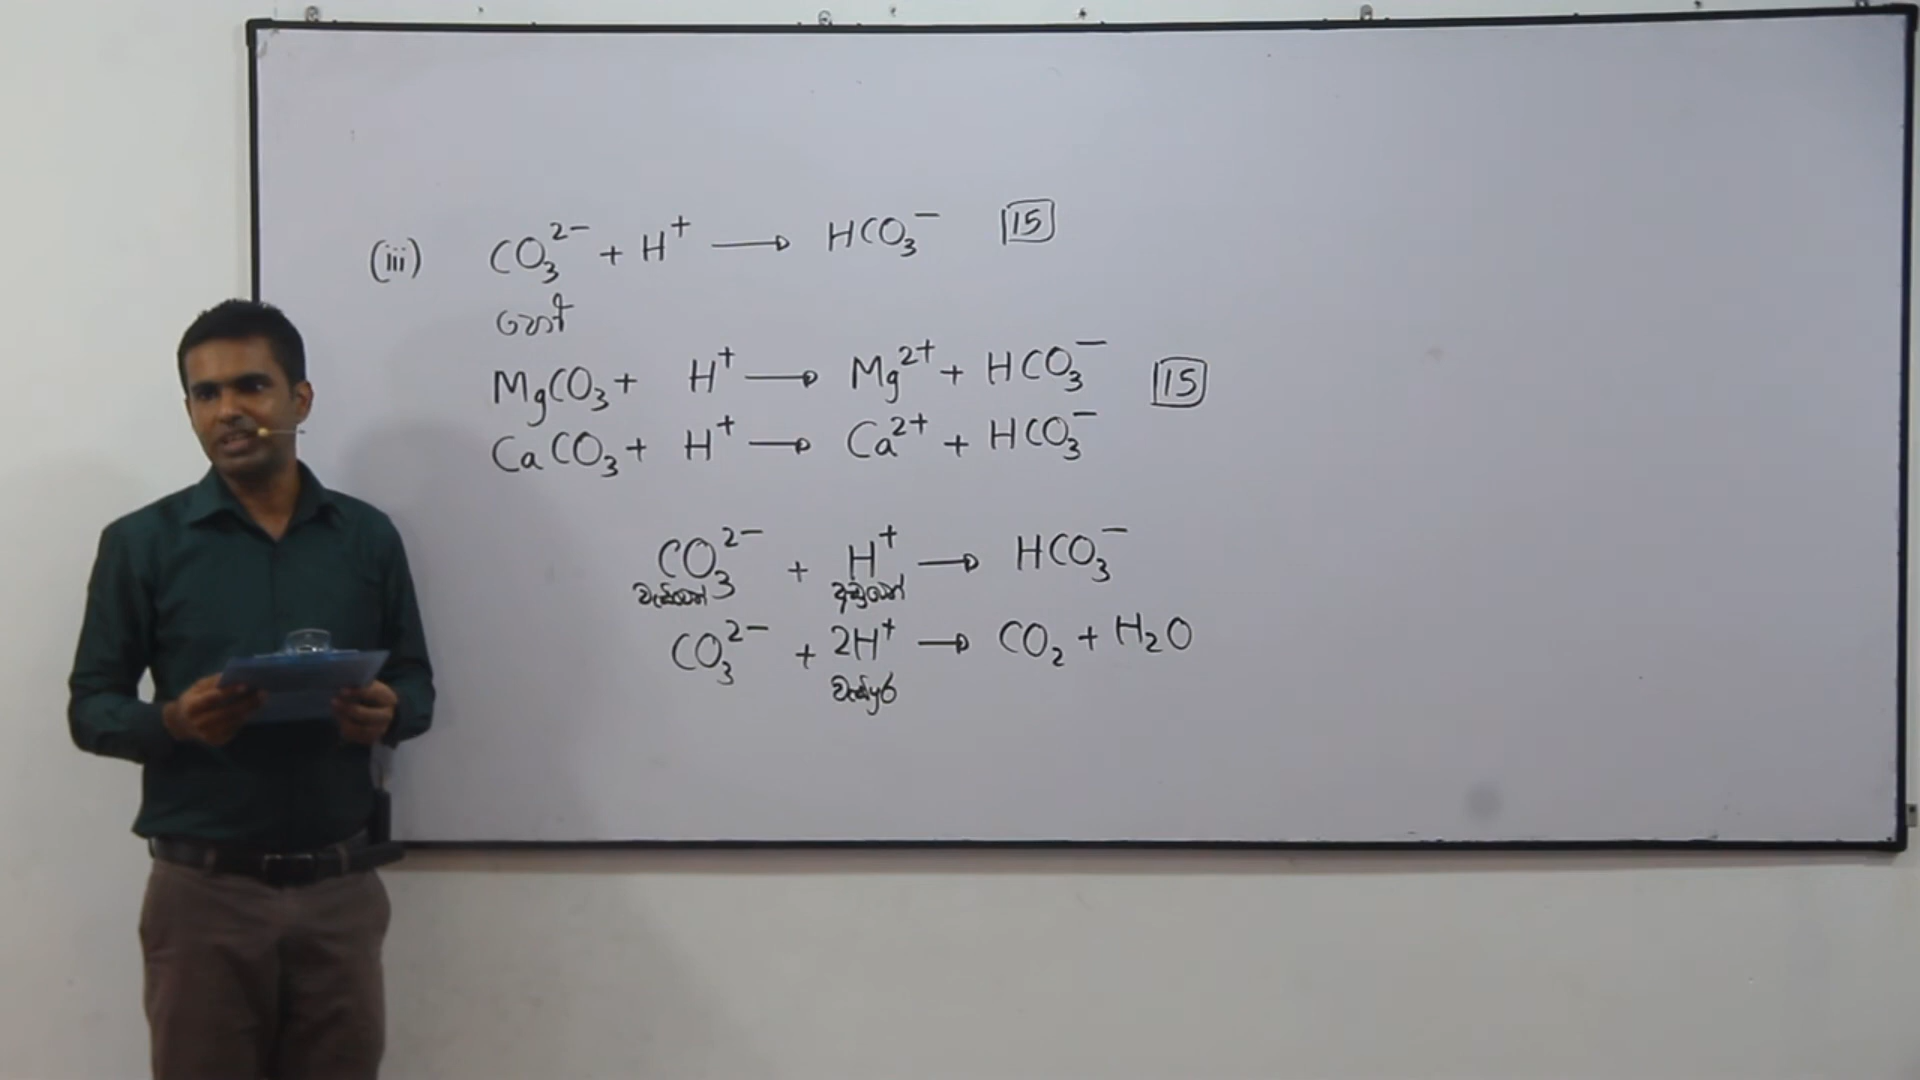 (iii) CO₃²⁻ + H⁺ → HCO₃⁻ 15
හෝ
MgCO₃ + H⁺ → Mg²⁺ + HCO₃⁻ 15
CaCO₃ + H⁺ → Ca²⁺ + HCO₃⁻
CO₃²⁻ + H⁺ → HCO₃⁻
වැඩියෙන් අඩුවෙන්
CO₃²⁻ + 2H⁺ → CO₂ + H₂O